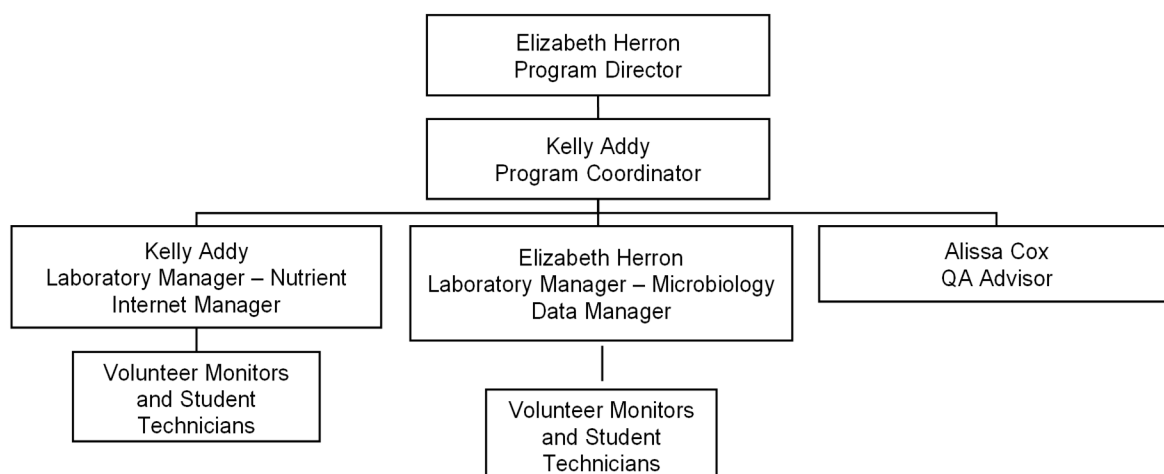 Elizabeth Herron
Program Director
Kelly Addy
Program Coordinator
Kelly Addy
Laboratory Manager – Nutrient
Internet Manager
Elizabeth Herron
Laboratory Manager – Microbiology
Data Manager
Alissa Cox
QA Advisor
Volunteer Monitors
and Student
Technicians
Volunteer Monitors
and Student
Technicians